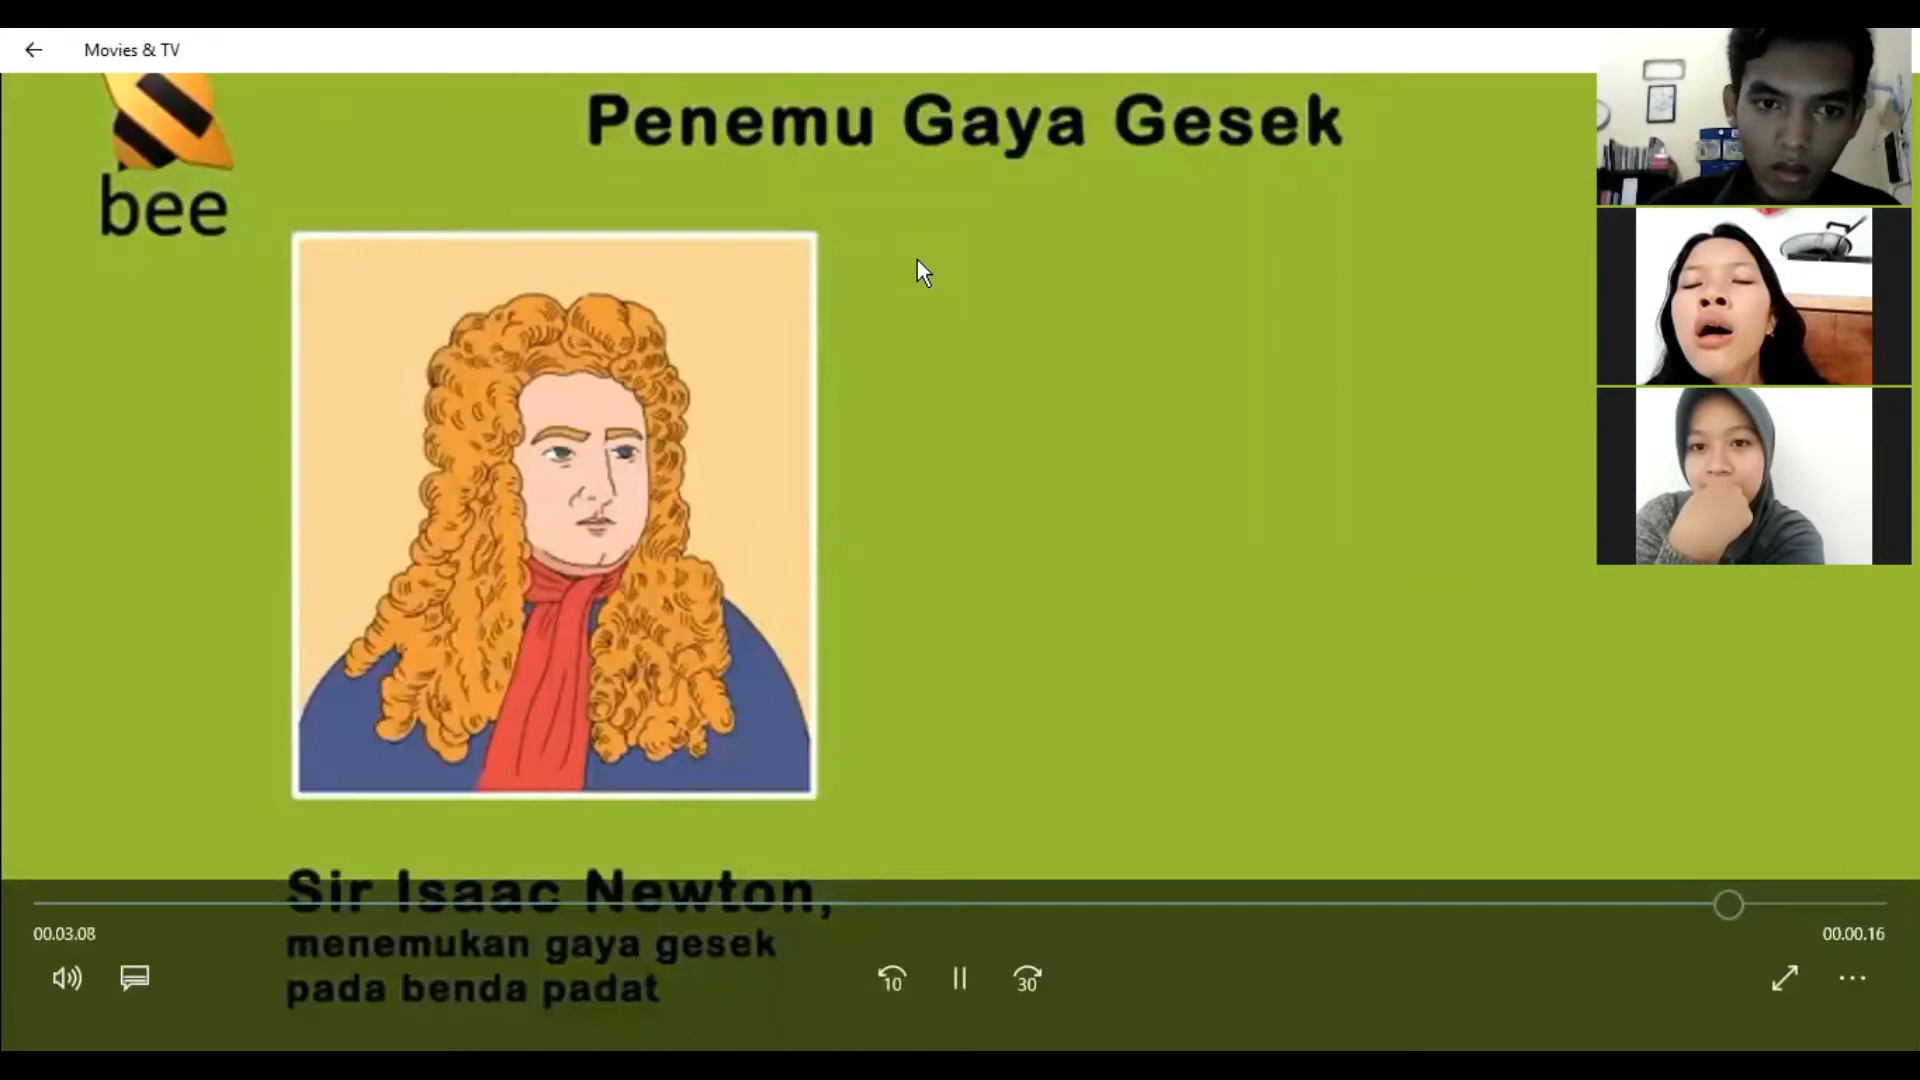 Movies & TV
bee
Penemu Gaya Gesek
Sir Isaac Newton,
menemukan gaya gesek
pada benda padat
00.03.08
00.00.16
10
30